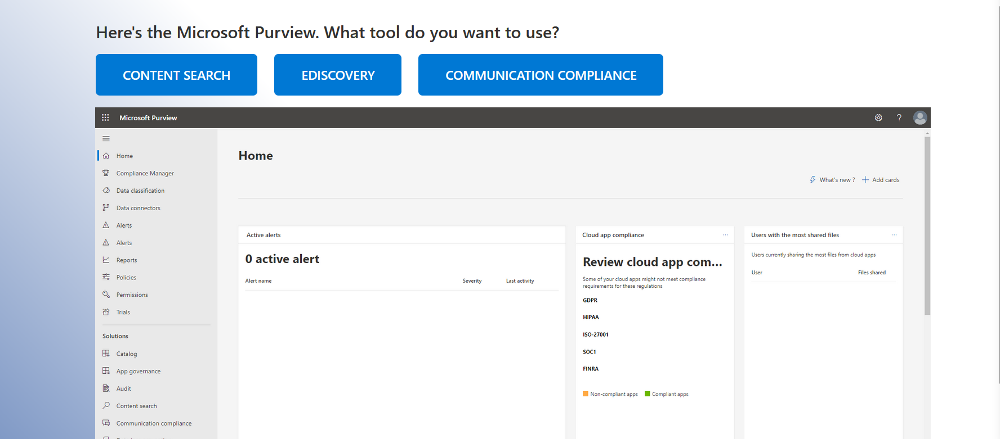 Here's the Microsoft Purview. What tool do you want to use?
CONTENT SEARCH
EDISCOVERY
COMMUNICATION COMPLIANCE
Microsoft Purview
?
Home
Compliance Manager
Data classification
Data connectors
Alerts
Alerts
Reports
Policies
Permissions
Trials
Solutions
Catalog
App governance
Audit
Content search
Communication compliance
Home
What's new ?
Add cards
Active alerts
0 active alert
Alert name Severity Last activity
Cloud app compliance
Review cloud app com...
Some of your cloud apps might not meet compliance
requirements for these regulations
GDPR
HIPAA
ISO-27001
SOC1
FINRA
Non-compliant apps Compliant apps
Users with the most shared files
Users currently sharing the most files from cloud apps
User Files shared